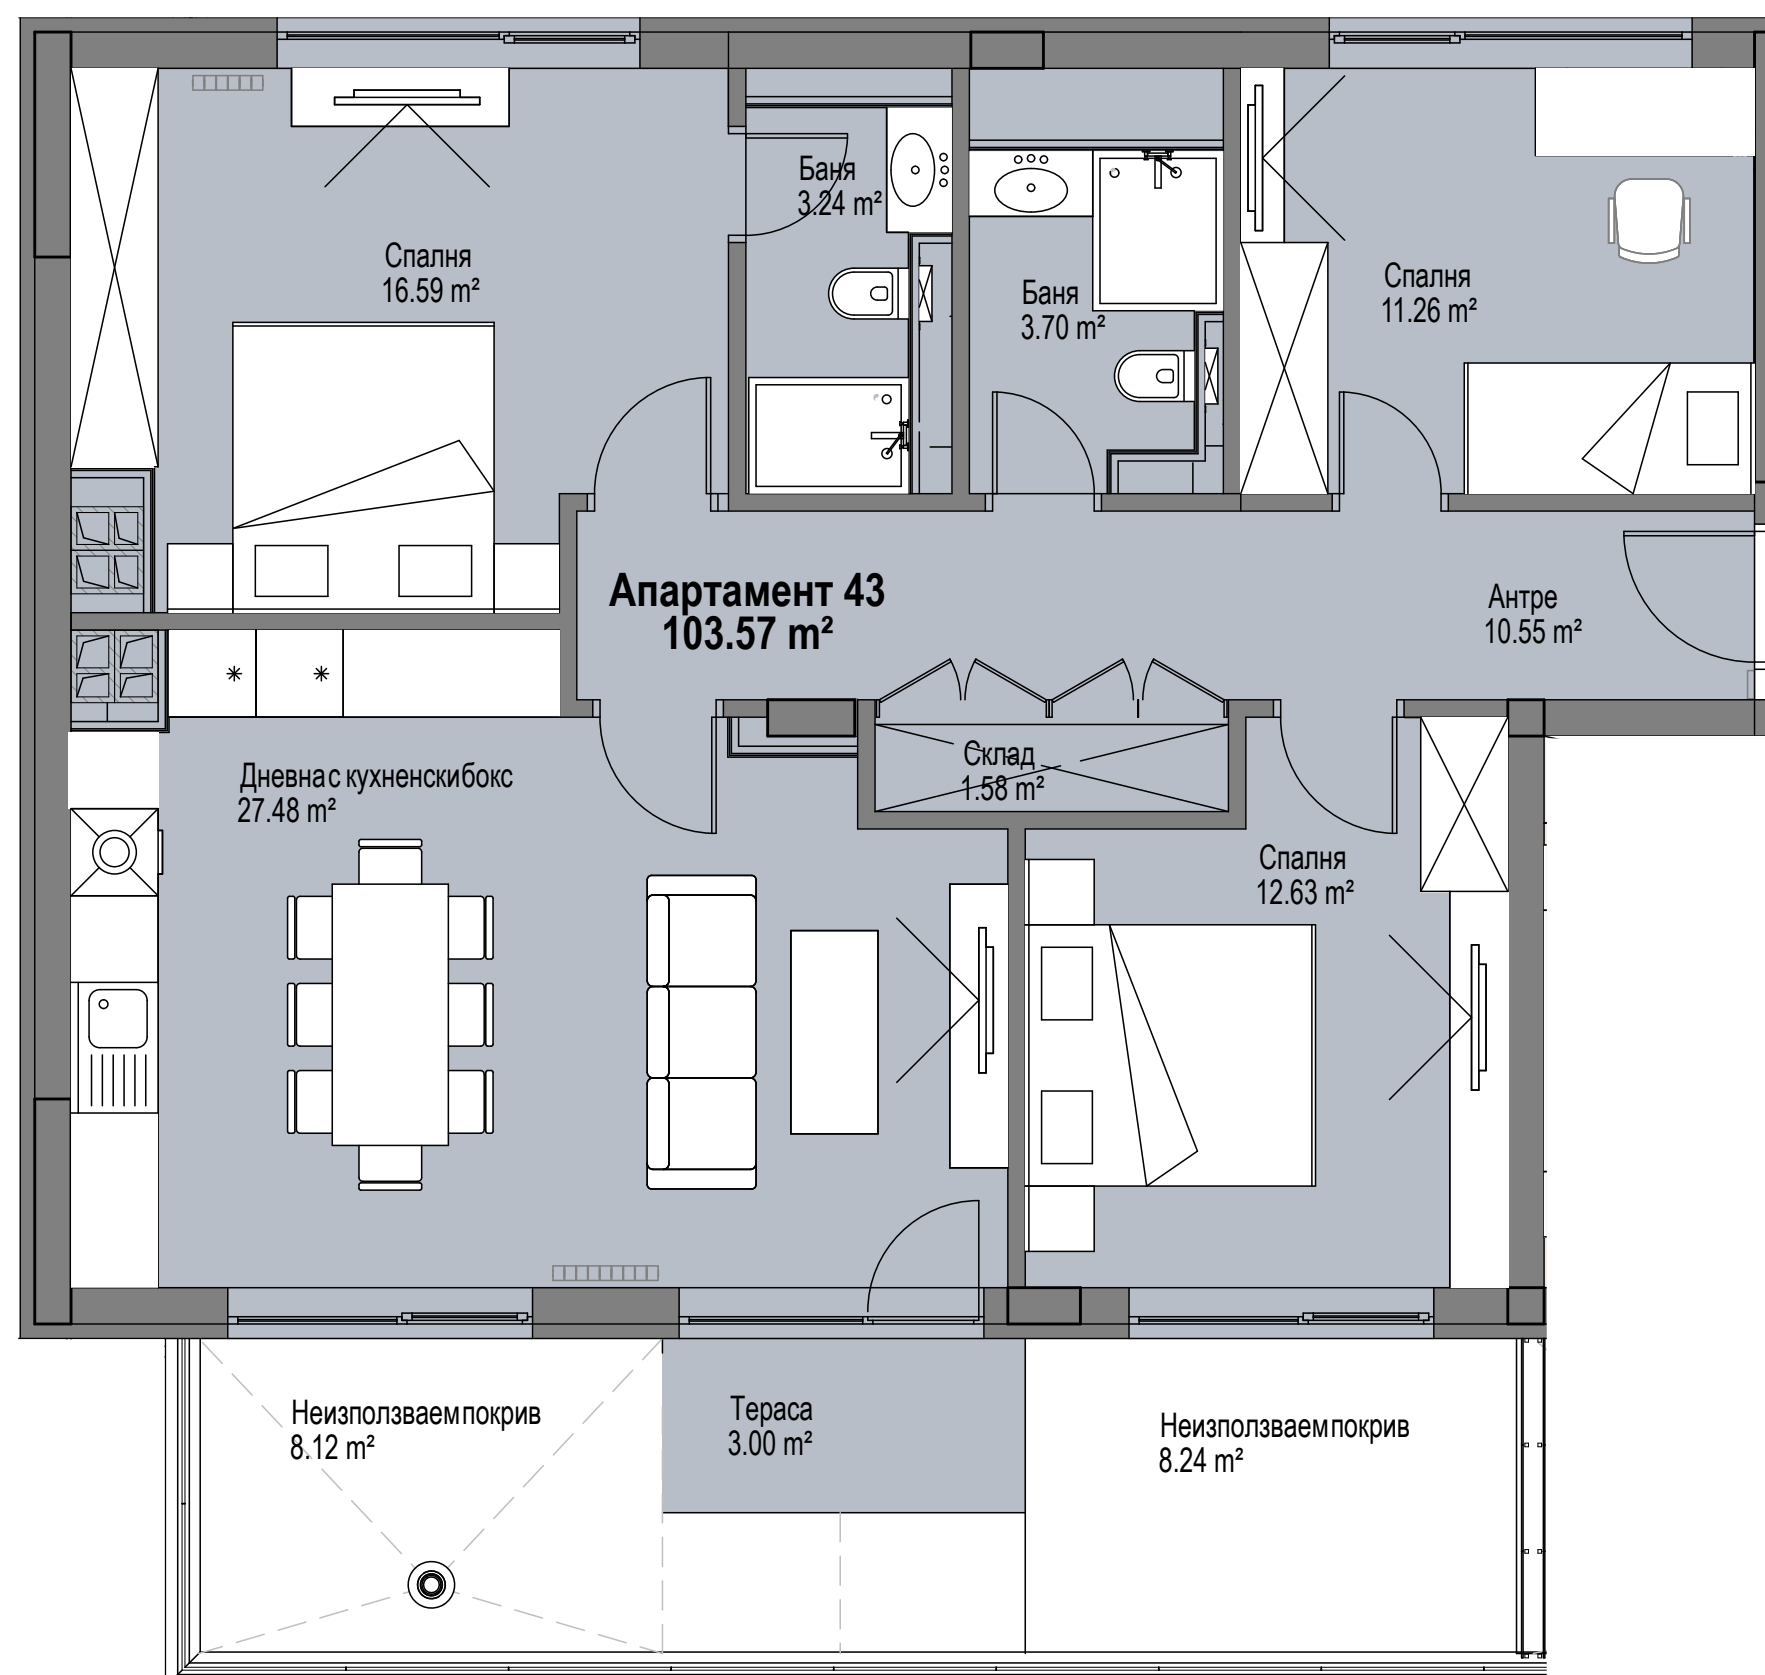 Баня
3.24 m²
Спалня
16.59 m²
Баня
3.70 m²
Спалня
11.26 m²
Апартамент 43
103.57 m²
Антре
10.55 m²
Дневна с кухненски бокс
27.48 m²
Склад
1.58 m²
Спалня
12.63 m²
Неизползваем покрив
8.12 m²
Тераса
3.00 m²
Неизползваем покрив
8.24 m²